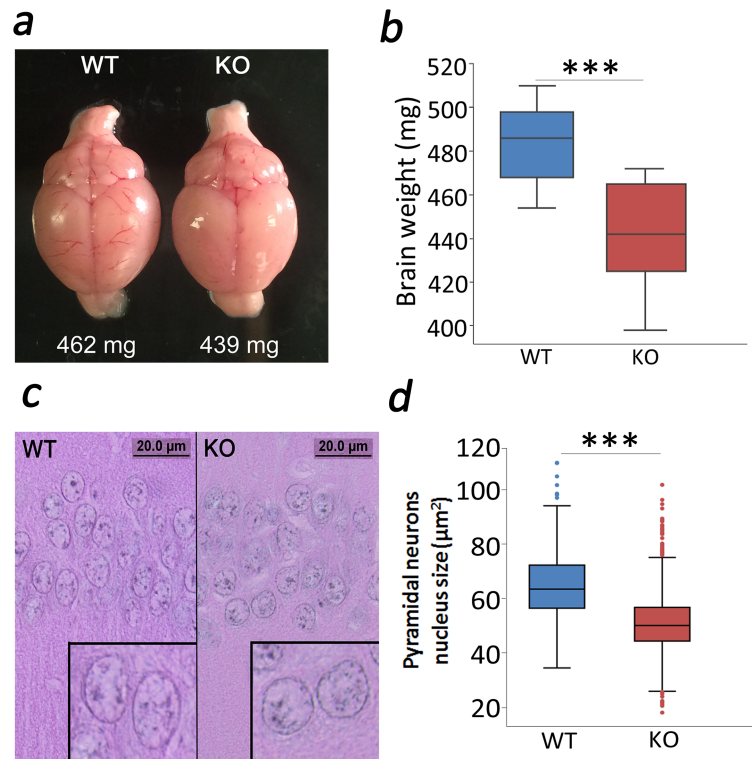 a
WT KO
462 mg 439 mg
b
***
Brain weight (mg)
520
500
480
460
440
420
400
WT KO
c
WT 20.0 µm KO 20.0 µm
d
***
Pyramidal neurons
nucleus size (µm²)
120
100
80
60
40
20
WT KO